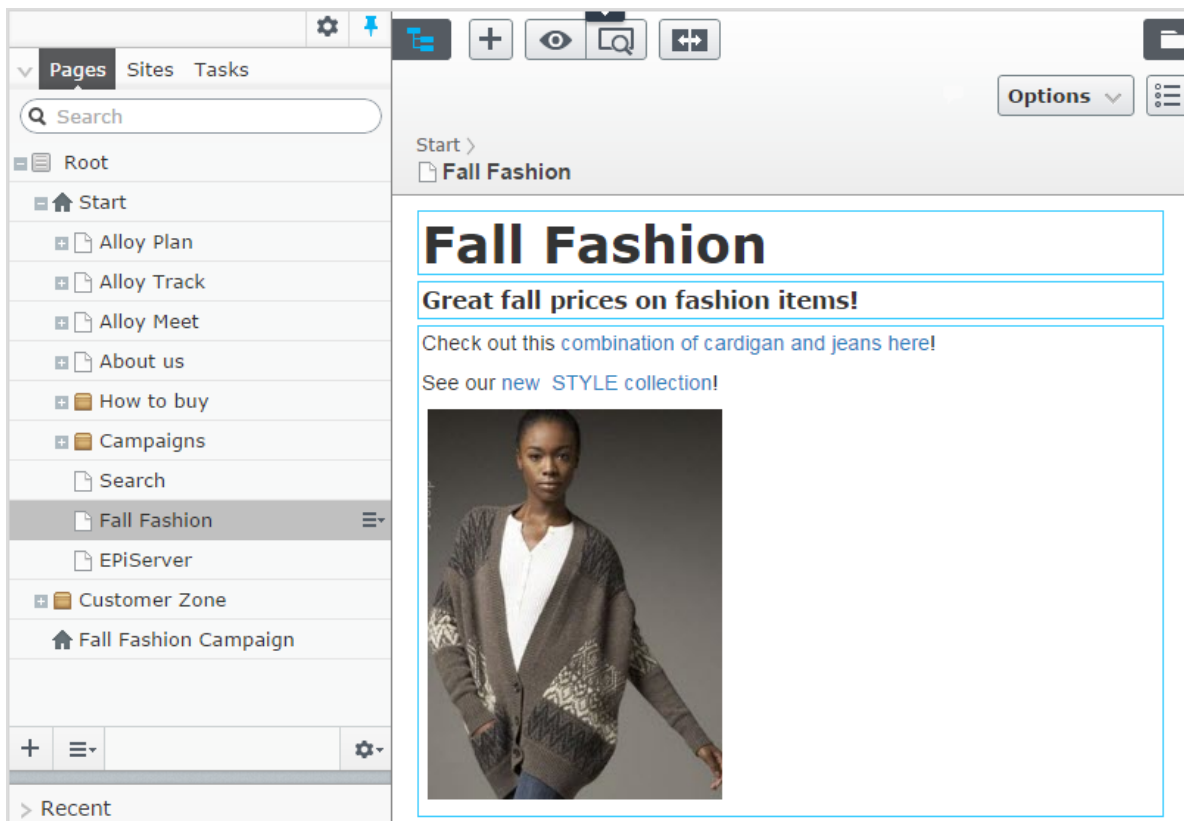 Pages Sites Tasks
Search
Root
Start
Alloy Plan
Alloy Track
Alloy Meet
About us
How to buy
Campaigns
Search
Fall Fashion
EPiServer
Customer Zone
Fall Fashion Campaign
Recent
Options
Start
Fall Fashion
Fall Fashion
Great fall prices on fashion items!
Check out this combination of cardigan and jeans here!
See our new STYLE collection!